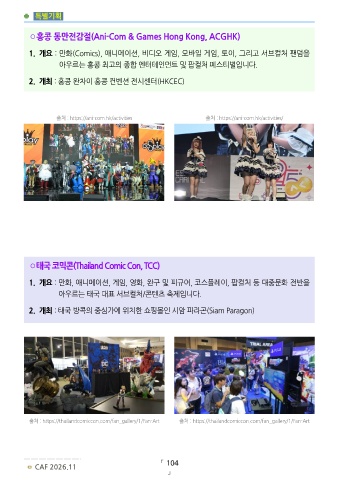 특별기획
○홍콩 동만전감절(Ani-Com & Games Hong Kong, ACGHK)
1. 개요 : 만화(Comics), 애니메이션, 비디오 게임, 모바일 게임, 토이, 그리고 서브컬처 팬덤을
아우르는 홍콩 최고의 종합 엔터테인먼트 및 팝컬처 페스티벌입니다.
2. 개최 : 홍콩 완차이 홍콩 컨벤션 전시센터(HKCEC)
출처 : https://ani-com.hk/activities
출처 : https://ani-com.hk/activities/
○태국 코믹콘(Thailand Comic Con, TCC)
1. 개요 : 만화, 애니메이션, 게임, 영화, 완구 및 피규어, 코스플레이, 팝컬처 등 대중문화 전반을
아우르는 태국 대표 서브컬처/콘텐츠 축제입니다.
2. 개최 : 태국 방콕의 중심가에 위치한 쇼핑몰인 시암 파라곤(Siam Paragon)
TRIAL AREA
출처 : https://thailandcomiccon.com/fan_gallery/1/Fan-Art
출처 : https://thailandcomiccon.com/fan_gallery/1/Fan-Art
CAF 2026.11
「 104
」